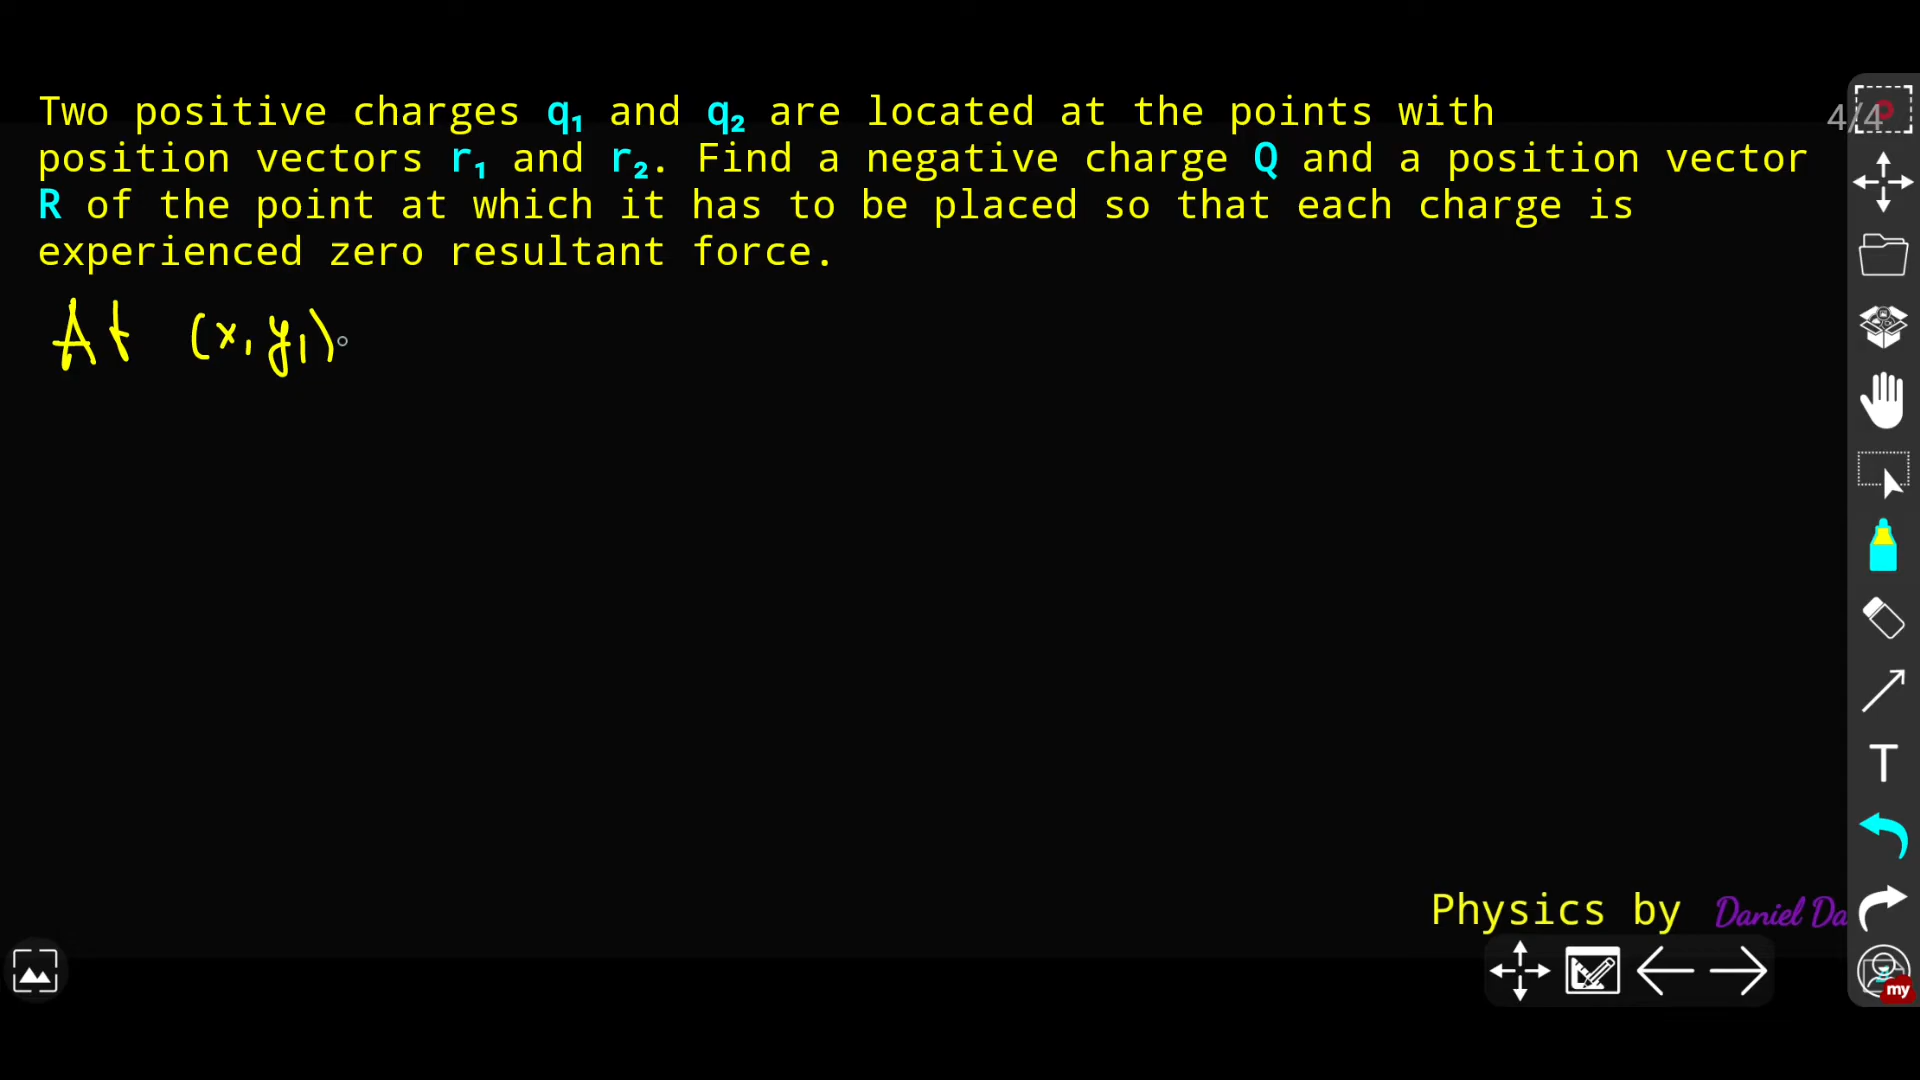 Two positive charges q₁ and q₂ are located at the points with
4/4
position vectors r₁ and r₂. Find a negative charge Q and a position vector
R of the point at which it has to be placed so that each charge is
experienced zero resultant force.
At (x₁ y₁)
T
Physics by Daniel Da
my